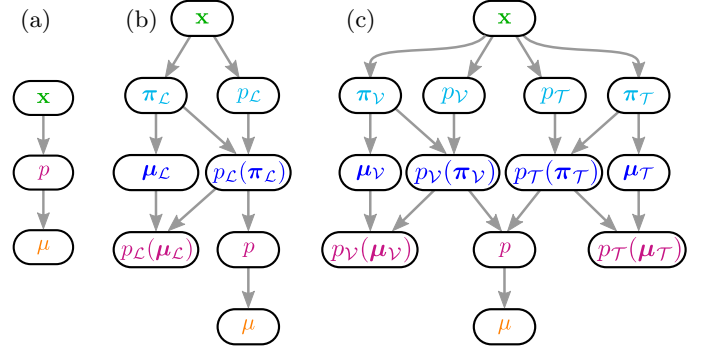 (a) (b) (c)
x x
x π_ℒ p_ℒ π_𝒱 p_𝒱 p_𝒯 π_𝒯
p μ_ℒ p_ℒ(π_ℒ) μ_𝒱 p_𝒱(π_𝒱) p_𝒯(π_𝒯) μ_𝒯
μ p_ℒ(μ_ℒ) p p_𝒱(μ_𝒱) p p_𝒯(μ_𝒯)
μ μ